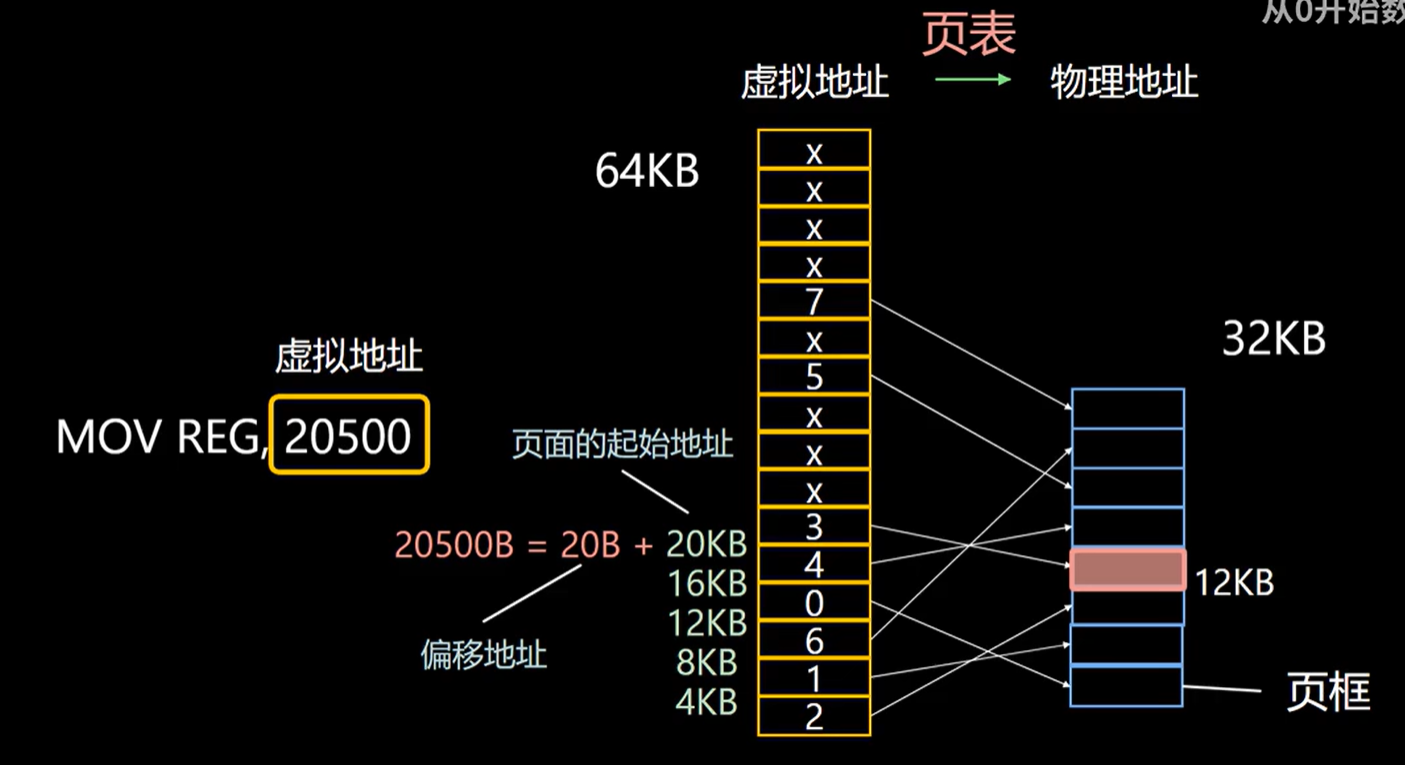 从0开始数
页表
虚拟地址
物理地址
64KB
x
x
x
x
7
x
5
x
x
x
3
4
0
6
1
2
32KB
虚拟地址
MOV REG, 20500
页面的起始地址
20500B = 20B + 20KB
16KB
12KB
8KB
4KB
偏移地址
12KB
页框